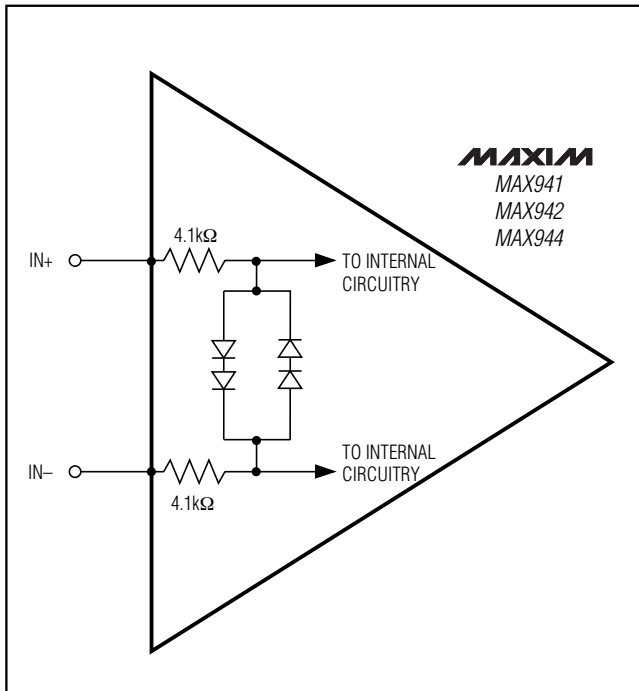 MAXIM
MAX941
MAX942
MAX944
4.1kΩ
IN+
TO INTERNAL
CIRCUITRY
TO INTERNAL
CIRCUITRY
IN–
4.1kΩ